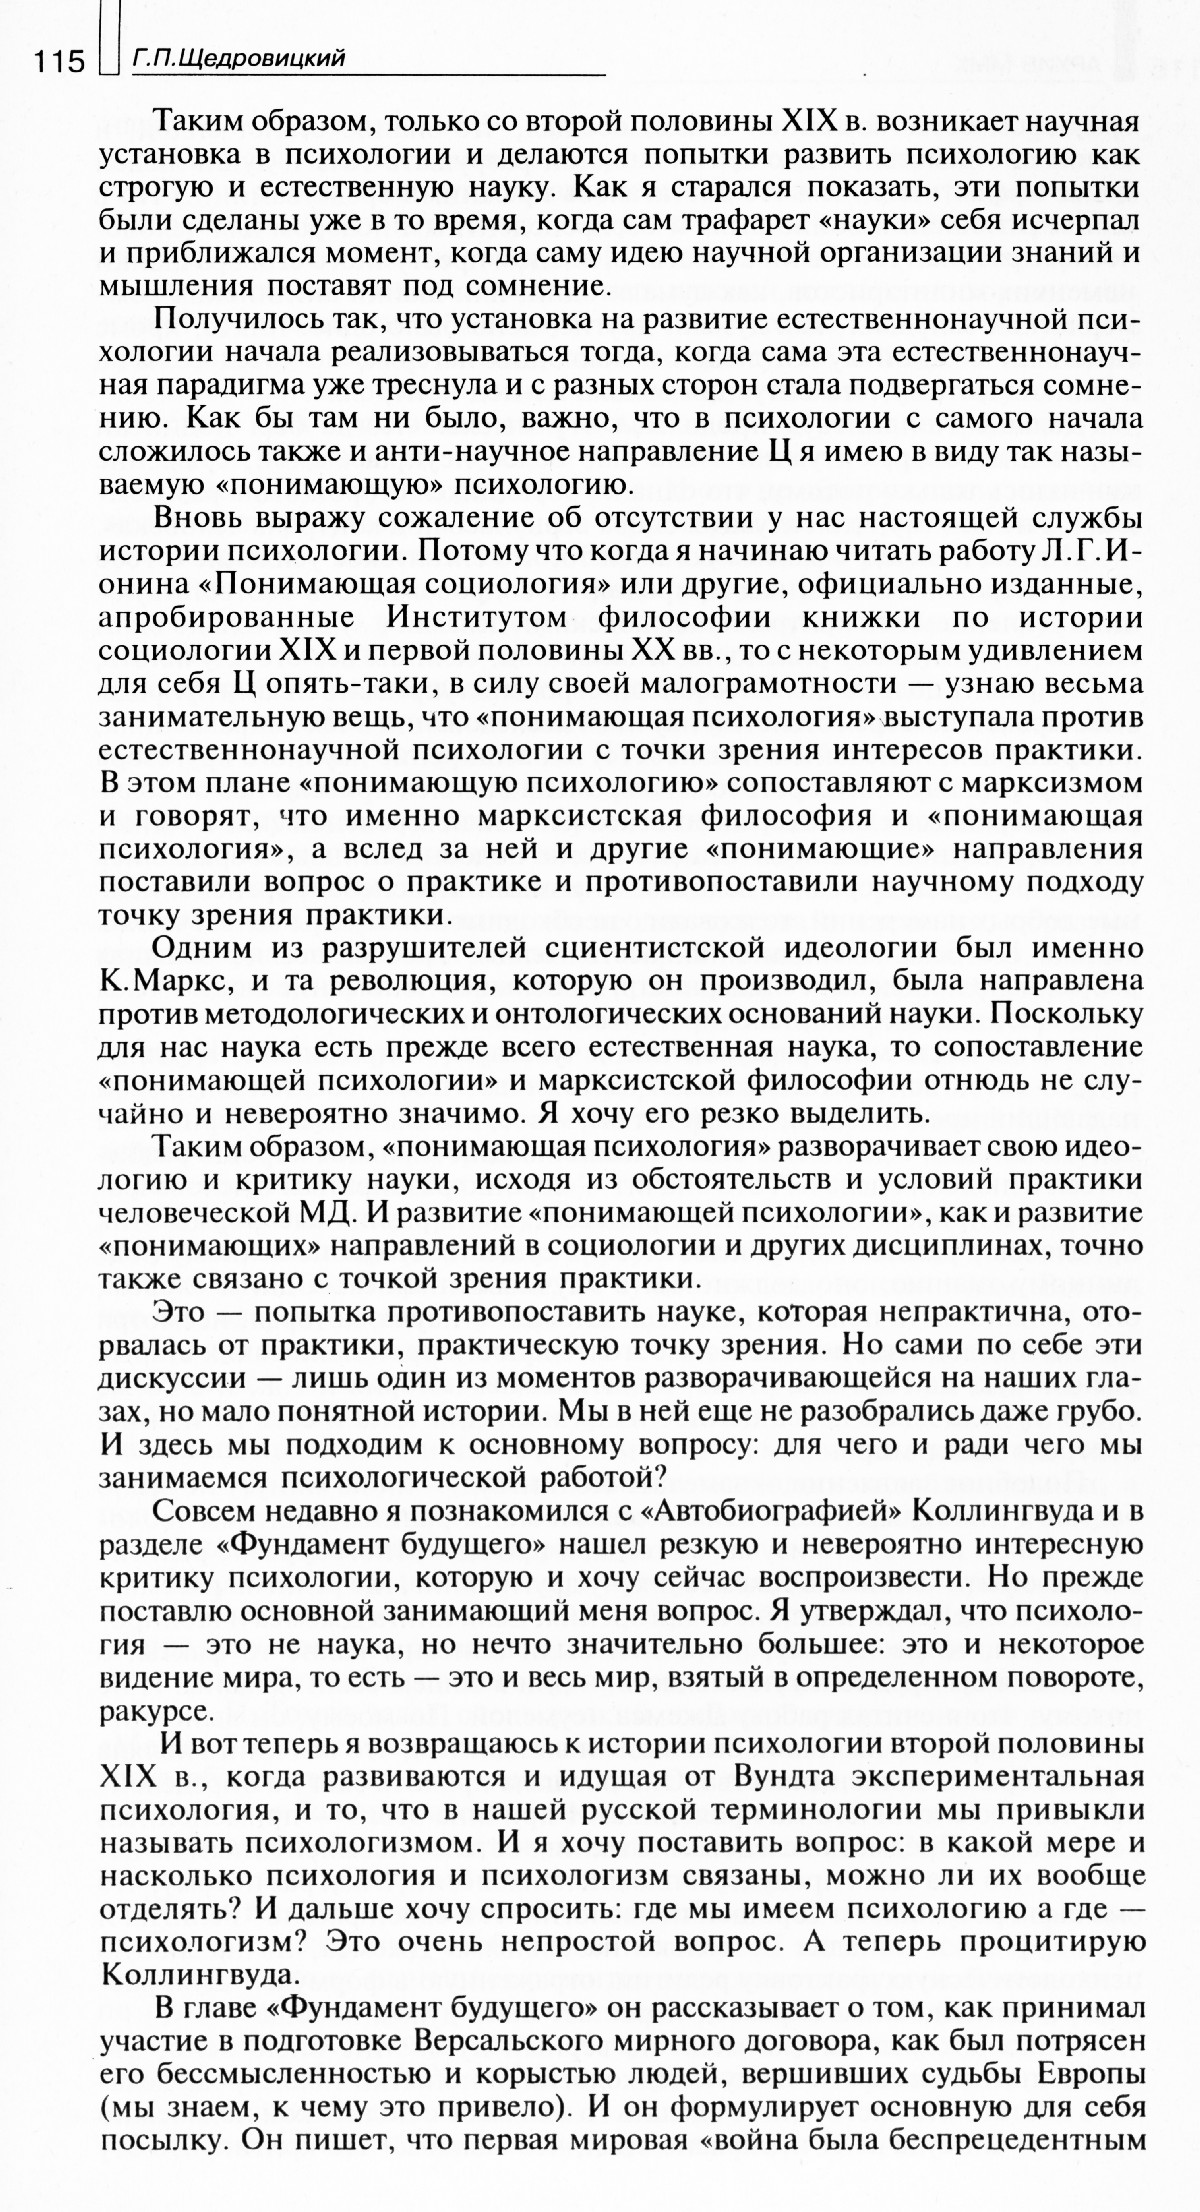 115 Г.П.Щедровицкий
Таким образом, только со второй половины XIX в. возникает научная
установка в психологии и делаются попытки развить психологию как
строгую и естественную науку. Как я старался показать, эти попытки
были сделаны уже в то время, когда сам трафарет «науки» себя исчерпал
и приближался момент, когда саму идею научной организации знаний и
мышления поставят под сомнение.
Получилось так, что установка на развитие естественнонаучной пси-
хологии начала реализовываться тогда, когда сама эта естественнонауч-
ная парадигма уже треснула и с разных сторон стала подвергаться сомне-
нию. Как бы там ни было, важно, что в психологии с самого начала
сложилось также и анти-научное направление Ц я имею в виду так назы-
ваемую «понимающую» психологию.
Вновь выражу сожаление об отсутствии у нас настоящей службы
истории психологии. Потому что когда я начинаю читать работу Л.Г.И-
онина «Понимающая социология» или другие, официально изданные,
апробированные Институтом философии книжки по истории
социологии XIX и первой половины XX вв., то с некоторым удивлением
для себя Ц опять-таки, в силу своей малограмотности — узнаю весьма
занимательную вещь, что «понимающая психология» выступала против
естественнонаучной психологии с точки зрения интересов практики.
В этом плане «понимающую психологию» сопоставляют с марксизмом
и говорят, что именно марксистская философия и «понимающая
психология», а вслед за ней и другие «понимающие» направления
поставили вопрос о практике и противопоставили научному подходу
точку зрения практики.
Одним из разрушителей сциентистской идеологии был именно
К.Маркс, и та революция, которую он производил, была направлена
против методологических и онтологических оснований науки. Поскольку
для нас наука есть прежде всего естественная наука, то сопоставление
«понимающей психологии» и марксистской философии отнюдь не слу-
чайно и невероятно значимо. Я хочу его резко выделить.
Таким образом, «понимающая психология» разворачивает свою идео-
логию и критику науки, исходя из обстоятельств и условий практики
человеческой МД. И развитие «понимающей психологии», как и развитие
«понимающих» направлений в социологии и других дисциплинах, точно
также связано с точкой зрения практики.
Это — попытка противопоставить науке, которая непрактична, ото-
рвалась от практики, практическую точку зрения. Но сами по себе эти
дискуссии — лишь один из моментов разворачивающейся на наших гла-
зах, но мало понятной истории. Мы в ней еще не разобрались даже грубо.
И здесь мы подходим к основному вопросу: для чего и ради чего мы
занимаемся психологической работой?
Совсем недавно я познакомился с «Автобиографией» Коллингвуда и в
разделе «Фундамент будущего» нашел резкую и невероятно интересную
критику психологии, которую и хочу сейчас воспроизвести. Но прежде
поставлю основной занимающий меня вопрос. Я утверждал, что психоло-
гия — это не наука, но нечто значительно большее: это и некоторое
видение мира, то есть — это и весь мир, взятый в определенном повороте,
ракурсе.
И вот теперь я возвращаюсь к истории психологии второй половины
XIX в., когда развиваются и идущая от Вундта экспериментальная
психология, и то, что в нашей русской терминологии мы привыкли
называть психологизмом. И я хочу поставить вопрос: в какой мере и
насколько психология и психологизм связаны, можно ли их вообще
отделять? И дальше хочу спросить: где мы имеем психологию а где —
психологизм? Это очень непростой вопрос. А теперь процитирую
Коллингвуда.
В главе «Фундамент будущего» он рассказывает о том, как принимал
участие в подготовке Версальского мирного договора, как был потрясен
его бессмысленностью и корыстью людей, вершивших судьбы Европы
(мы знаем, к чему это привело). И он формулирует основную для себя
посылку. Он пишет, что первая мировая «война была беспрецедентным